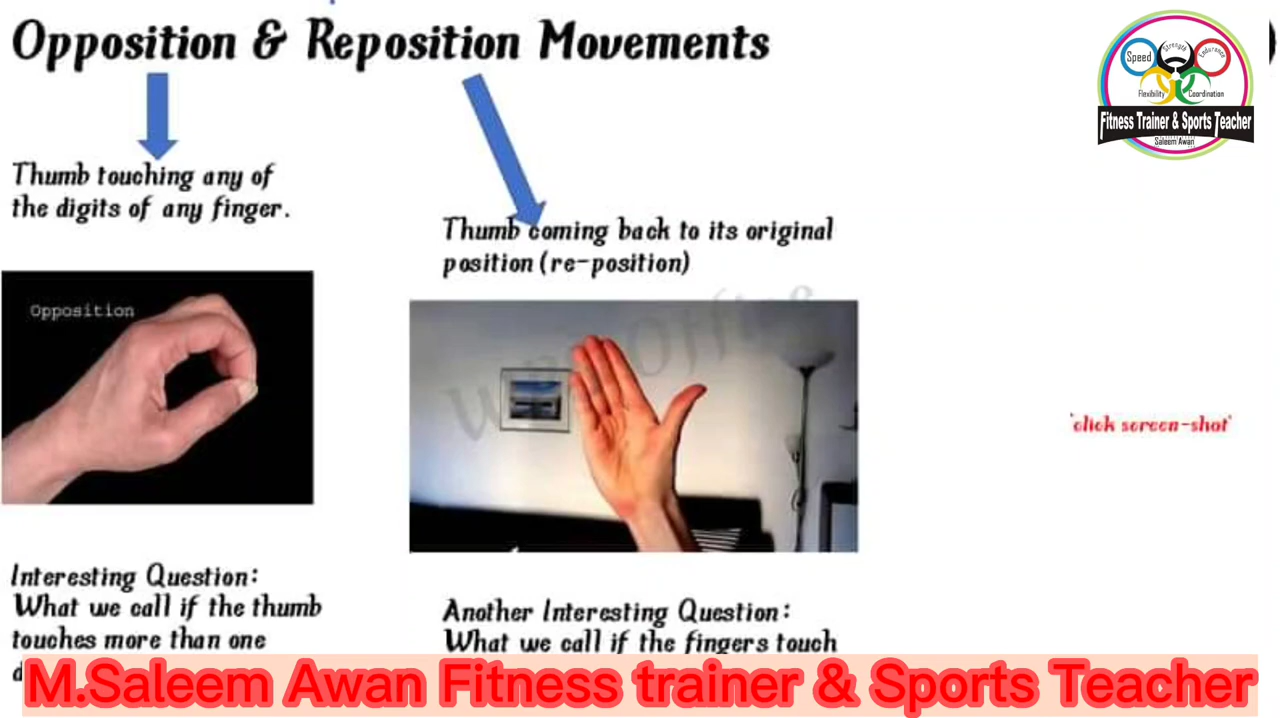 Opposition & Reposition Movements
Speed
Strength
Endurance
Flexibility
Coordination
Fitness Trainer & Sports Teacher
Saleem Awan
Thumb touching any of
the digits of any finger.
Thumb coming back to its original
position (re-position)
Opposition
'click screen-shot'
Interesting Question:
What we call if the thumb
touches more than one
Another Interesting Question:
What we call if the fingers touch
M.Saleem Awan Fitness trainer & Sports Teacher